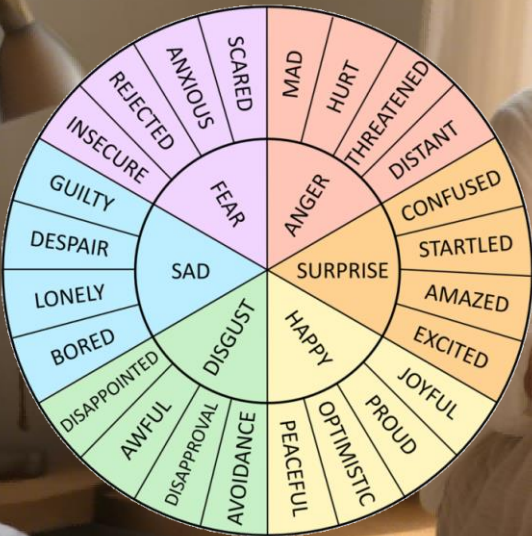 FEAR
ANGER
SURPRISE
HAPPY
DISGUST
SAD
SCARED
ANXIOUS
REJECTED
INSECURE
MAD
HURT
THREATENED
DISTANT
CONFUSED
STARTLED
AMAZED
EXCITED
JOYFUL
PROUD
OPTIMISTIC
PEACEFUL
AVOIDANCE
DISAPPROVAL
AWFUL
DISAPPOINTED
BORED
LONELY
DESPAIR
GUILTY